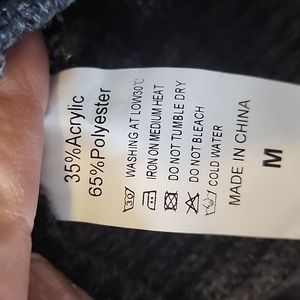 35%Acrylic
65%Polyester
30 WASHING AT LOW30℃
IRON ON MEDIUM HEAT
DO NOT TUMBLE DRY
DO NOT BLEACH
COLD WATER
MADE IN CHINA
M